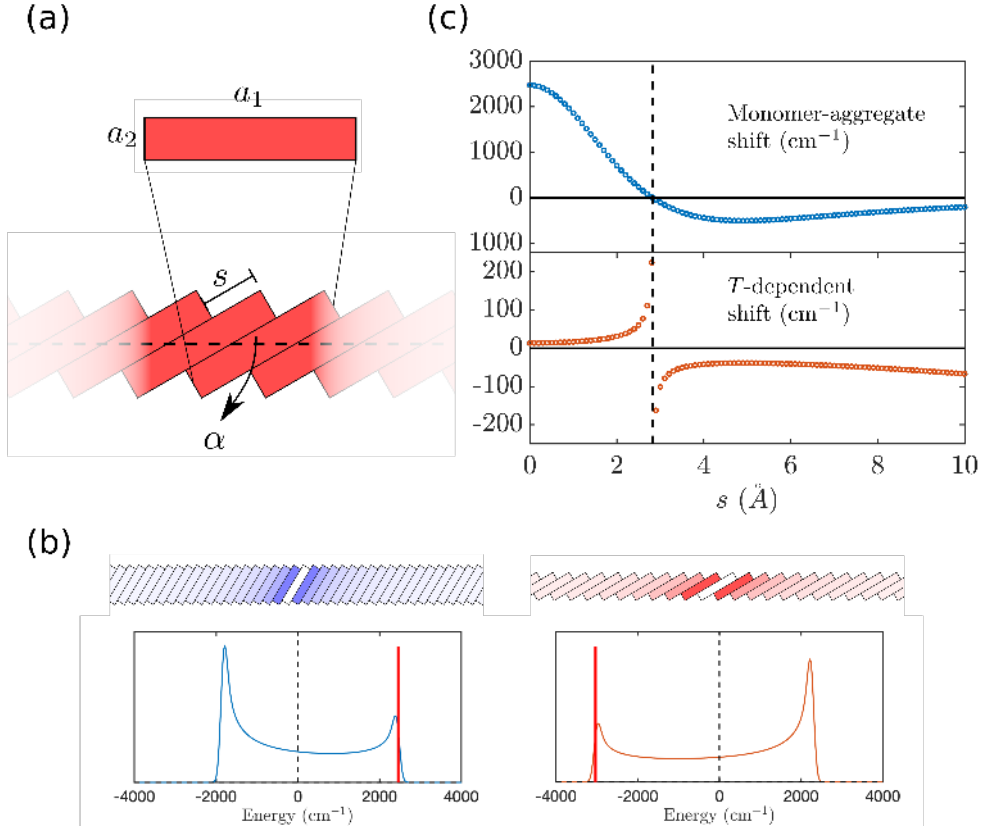 (a)
a₁
a₂
s
α
(c)
3000
2000
1000
0
1000
200
100
0
-100
-200
Monomer-aggregate
shift (cm⁻¹)
T-dependent
shift (cm⁻¹)
0 2 4 6 8 10
s (Å)
(b)
-4000 -2000 0 2000 4000
Energy (cm⁻¹)
-4000 -2000 0 2000 4000
Energy (cm⁻¹)